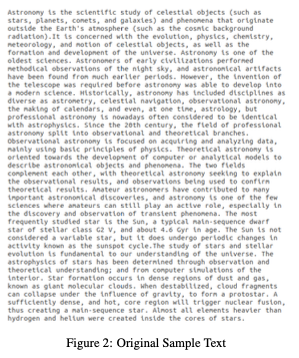 Astronomy is the scientific study of celestial objects (such as
stars, planets, comets, and galaxies) and phenomena that originate
outside the Earth's atmosphere (such as the cosmic background
radiation).It is concerned with the evolution, physics, chemistry,
meteorology, and motion of celestial objects, as well as the
formation and development of the universe. Astronomy is one of the
oldest sciences. Astronomers of early civilizations performed
methodical observations of the night sky, and astronomical artifacts
have been found from much earlier periods. However, the invention of
the telescope was required before astronomy was able to develop into
a modern science. Historically, astronomy has included disciplines as
diverse as astrometry, celestial navigation, observational astronomy,
the making of calendars, and even, at one time, astrology, but
professional astronomy is nowadays often considered to be identical
with astrophysics. Since the 20th century, the field of professional
astronomy split into observational and theoretical branches.
Observational astronomy is focused on acquiring and analyzing data,
mainly using basic principles of physics. Theoretical astronomy is
oriented towards the development of computer or analytical models to
describe astronomical objects and phenomena. The two fields
complement each other, with theoretical astronomy seeking to explain
the observational results, and observations being used to confirm
theoretical results. Amateur astronomers have contributed to many
important astronomical discoveries, and astronomy is one of the few
sciences where amateurs can still play an active role, especially in
the discovery and observation of transient phenomena. The most
frequently studied star is the Sun, a typical main-sequence dwarf
star of stellar class G2 V, and about 4.6 Gyr in age. The Sun is not
considered a variable star, but it does undergo periodic changes in
activity known as the sunspot cycle.The study of stars and stellar
evolution is fundamental to our understanding of the universe. The
astrophysics of stars has been determined through observation and
theoretical understanding; and from computer simulations of the
interior. Star formation occurs in dense regions of dust and gas,
known as giant molecular clouds. When destabilized, cloud fragments
can collapse under the influence of gravity, to form a protostar. A
sufficiently dense, and hot, core region will trigger nuclear fusion,
thus creating a main-sequence star. Almost all elements heavier than
hydrogen and helium were created inside the cores of stars.
Figure 2: Original Sample Text